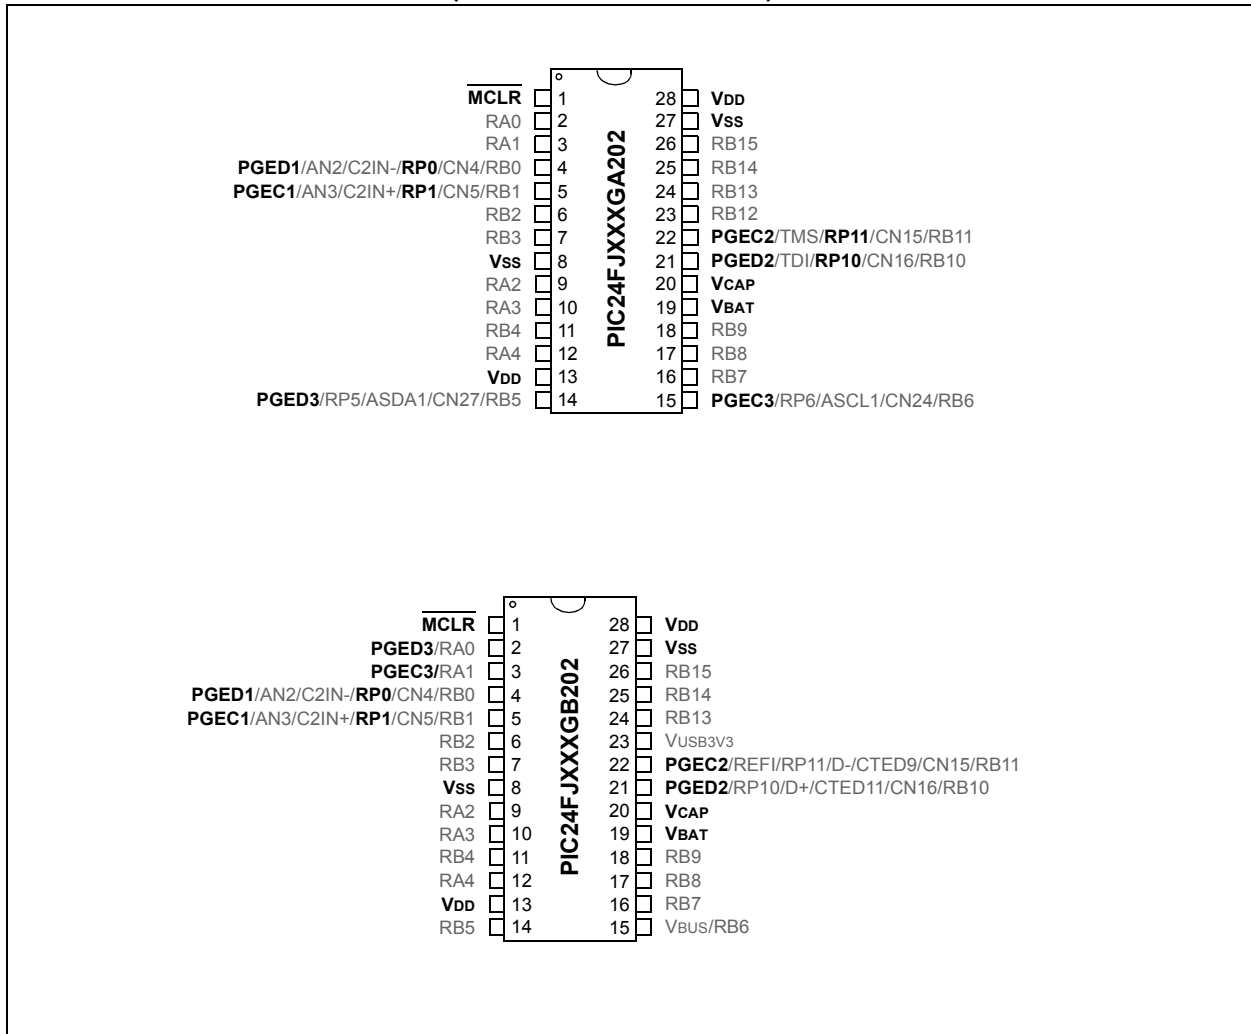 PIC24FJXXXGA202
MCLR 1 28 VDD
RA0 2 27 VSS
RA1 3 26 RB15
PGED1/AN2/C2IN-/RP0/CN4/RB0 4 25 RB14
PGEC1/AN3/C2IN+/RP1/CN5/RB1 5 24 RB13
RB2 6 23 RB12
RB3 7 22 PGEC2/TMS/RP11/CN15/RB11
VSS 8 21 PGED2/TDI/RP10/CN16/RB10
RA2 9 20 VCAP
RA3 10 19 VBAT
RB4 11 18 RB9
RA4 12 17 RB8
VDD 13 16 RB7
PGED3/RP5/ASDA1/CN27/RB5 14 15 PGEC3/RP6/ASCL1/CN24/RB6
PIC24FJXXXGB202
MCLR 1 28 VDD
PGED3/RA0 2 27 VSS
PGEC3/RA1 3 26 RB15
PGED1/AN2/C2IN-/RP0/CN4/RB0 4 25 RB14
PGEC1/AN3/C2IN+/RP1/CN5/RB1 5 24 RB13
RB2 6 23 VUSB3V3
RB3 7 22 PGEC2/REFI/RP11/D-/CTED9/CN15/RB11
VSS 8 21 PGED2/RP10/D+/CTED11/CN16/RB10
RA2 9 20 VCAP
RA3 10 19 VBAT
RB4 11 18 RB9
RA4 12 17 RB8
VDD 13 16 RB7
RB5 14 15 VBUS/RB6